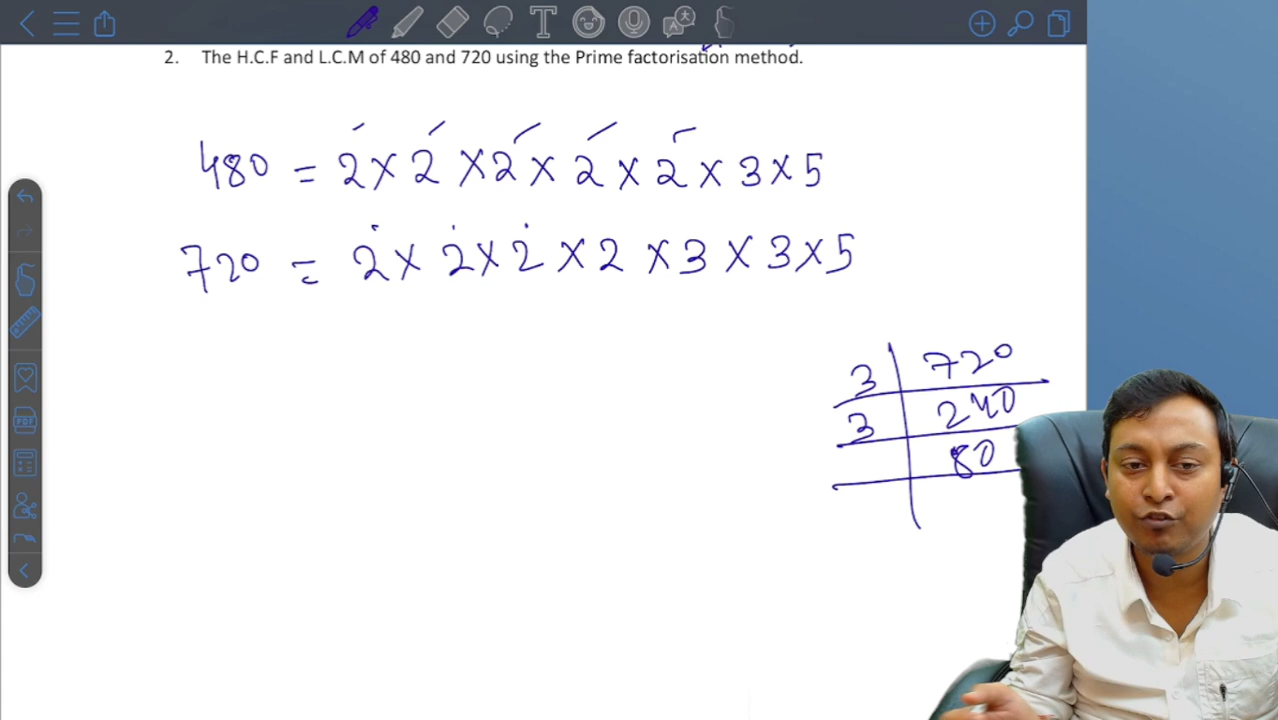 2. The H.C.F and L.C.M of 480 and 720 using the Prime factorisation method.
480 = 2 × 2 × 2 × 2 × 2 × 3 × 5
720 = 2 × 2 × 2 × 2 × 3 × 3 × 5
3 | 720
3 | 240
80